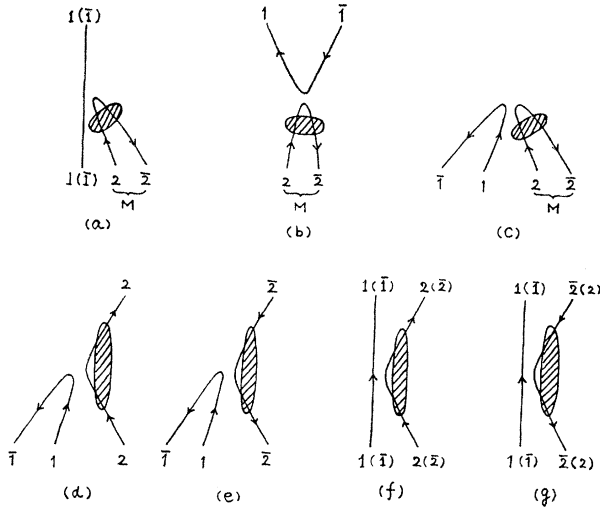 1(1̄) 1 1̄
1(1̄) 2 2̄ 2 2̄ 1̄ 1 2 2̄
M M M
(a) (b) (c)
2 2̄ 1(1̄) 2(2̄) 1(1̄) 2̄(2)
1̄ 1 2 1̄ 1 2̄ 1(1̄) 2(2̄) 1(1̄) 2̄(2)
(d) (e) (f) (g)